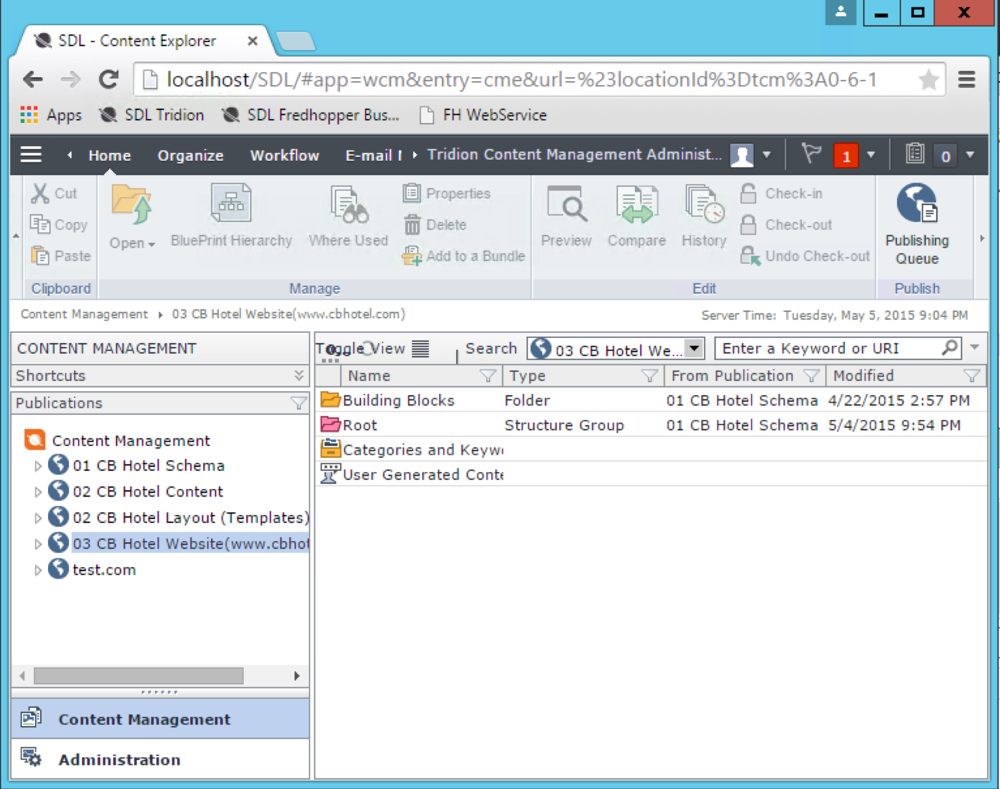 SDL - Content Explorer
localhost/SDL/#app=wcm&entry=cme&url=%23locationId%3Dtcm%3A0-6-1
Apps SDL Tridion SDL Fredhopper Bus... FH WebService
Home Organize Workflow E-mail Tridion Content Management Administ... 1 0
Cut
Copy
Paste
Clipboard
Open
BluePrint Hierarchy
Where Used
Properties
Delete
Add to a Bundle
Manage
Preview
Compare
History
Check-in
Check-out
Undo Check-out
Edit
Publishing
Queue
Publish
Content Management 03 CB Hotel Website(www.cbhotel.com)
Server Time: Tuesday, May 5, 2015 9:04 PM
CONTENT MANAGEMENT
Shortcuts
Publications
Content Management
01 CB Hotel Schema
02 CB Hotel Content
02 CB Hotel Layout (Templates)
03 CB Hotel Website(www.cbhot
test.com
Content Management
Administration
Toggle View Search 03 CB Hotel We... Enter a Keyword or URI
Name Type From Publication Modified
Building Blocks Folder 01 CB Hotel Schema 4/22/2015 2:57 PM
Root Structure Group 01 CB Hotel Schema 5/4/2015 9:54 PM
Categories and Keyw
User Generated Conte